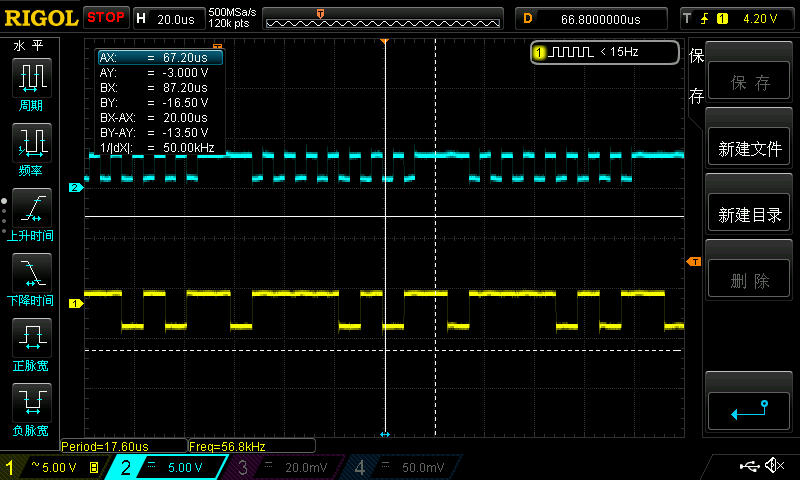 RIGOL STOP H 20.0us 500MSa/s 120k pts T D 66.8000000us T 1 4.20 V
水 平
周期
频率
上升时间
下降时间
正脉宽
负脉宽
AX: = 67.20us
AY: = -3.000 V
BX: = 87.20us
BY: = -16.50 V
BX-AX: = 20.00us
BY-AY: = -13.50 V
1/|dX|: = 50.00kHz
1 < 15Hz
2
1
T
保存
保 存
新建文件
新建目录
删 除
Period=17.60us Freq=56.8kHz
1 ~ 5.00 V B 2 5.00 V 3 20.0mV 4 50.0mV